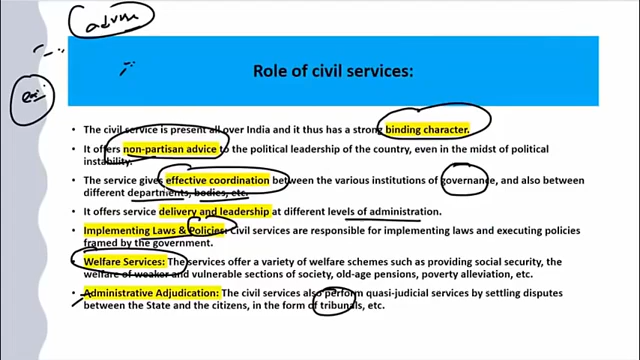 Role of civil services:
• The civil service is present all over India and it thus has a strong binding character.
• It offers non-partisan advice to the political leadership of the country, even in the midst of political
instability.
• The service gives effective coordination between the various institutions of governance, and also between
different departments, bodies, etc.
• It offers service delivery and leadership at different levels of administration.
• Implementing Laws & Policies: Civil services are responsible for implementing laws and executing policies
framed by the government.
• Welfare Services: The services offer a variety of welfare schemes such as providing social security, the
welfare of weaker and vulnerable sections of society, old-age pensions, poverty alleviation, etc.
• Administrative Adjudication: The civil services also perform quasi-judicial services by settling disputes
between the State and the citizens, in the form of tribunals, etc.